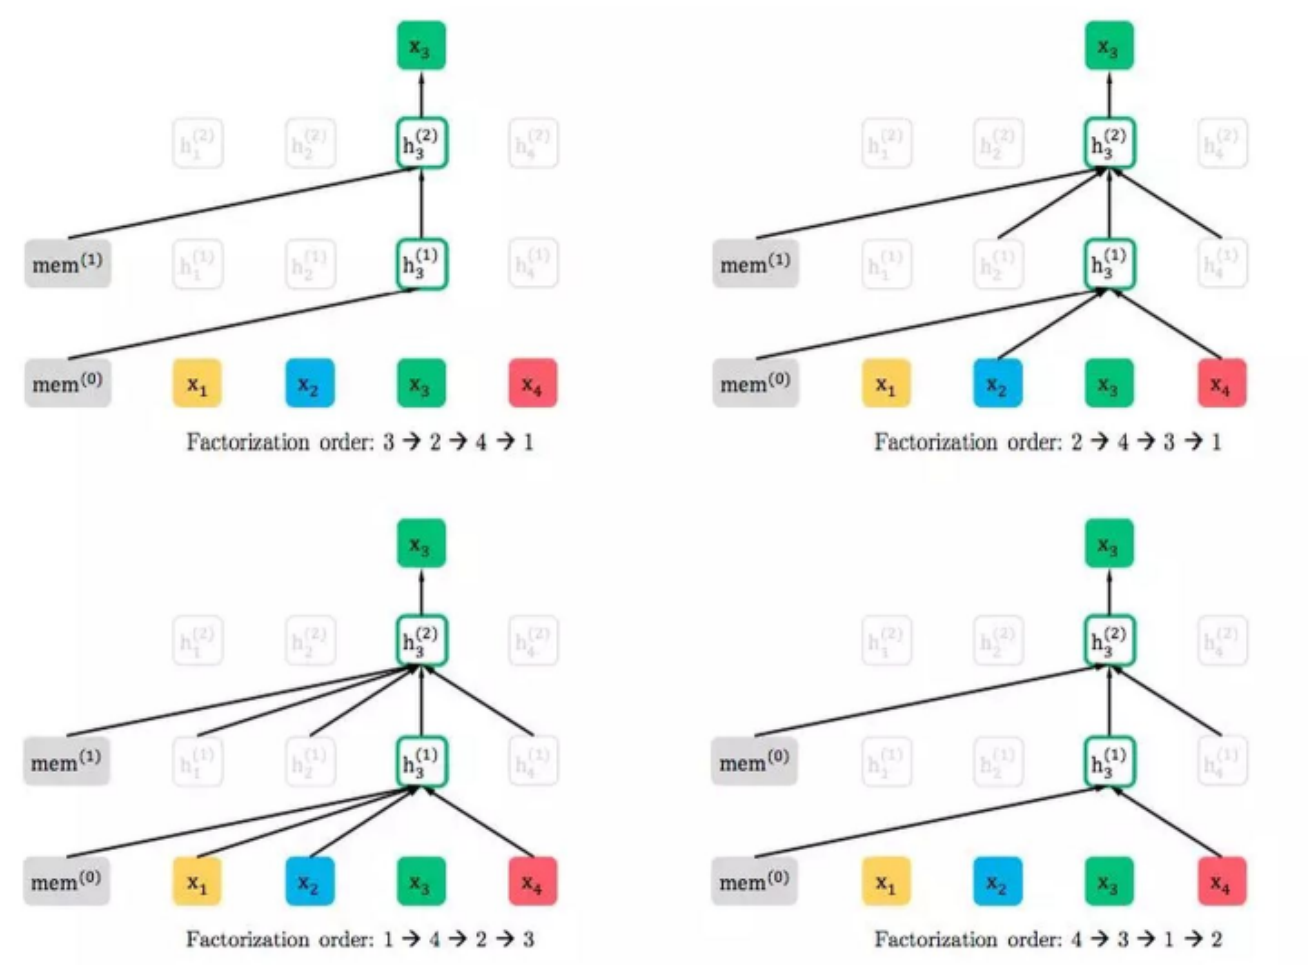 x₃
h₁⁽²⁾ h₂⁽²⁾ h₃⁽²⁾ h₄⁽²⁾
mem⁽¹⁾ h₁⁽¹⁾ h₂⁽¹⁾ h₃⁽¹⁾ h₄⁽¹⁾
mem⁽⁰⁾ x₁ x₂ x₃ x₄
Factorization order: 3 → 2 → 4 → 1
x₃
h₁⁽²⁾ h₂⁽²⁾ h₃⁽²⁾ h₄⁽²⁾
mem⁽¹⁾ h₁⁽¹⁾ h₂⁽¹⁾ h₃⁽¹⁾ h₄⁽¹⁾
mem⁽⁰⁾ x₁ x₂ x₃ x₄
Factorization order: 2 → 4 → 3 → 1
x₃
h₁⁽²⁾ h₂⁽²⁾ h₃⁽²⁾ h₄⁽²⁾
mem⁽¹⁾ h₁⁽¹⁾ h₂⁽¹⁾ h₃⁽¹⁾ h₄⁽¹⁾
mem⁽⁰⁾ x₁ x₂ x₃ x₄
Factorization order: 1 → 4 → 2 → 3
x₃
h₁⁽²⁾ h₂⁽²⁾ h₃⁽²⁾ h₄⁽²⁾
mem⁽⁰⁾ h₁⁽¹⁾ h₂⁽¹⁾ h₃⁽¹⁾ h₄⁽¹⁾
mem⁽⁰⁾ x₁ x₂ x₃ x₄
Factorization order: 4 → 3 → 1 → 2